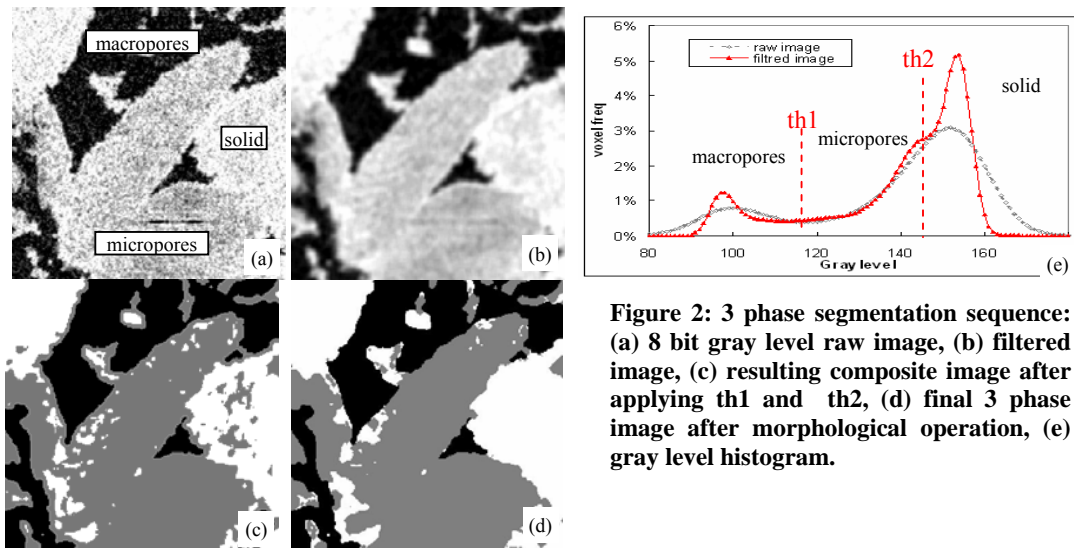 macropores
solid
micropores
(a)
(b)
6%
5%
4%
3%
2%
1%
0%
voxel freq
raw image
filtred image
th1
th2
macropores
micropores
solid
80
100
120
140
160
Gray level
(e)
(c)
(d)
Figure 2: 3 phase segmentation sequence:
(a) 8 bit gray level raw image, (b) filtered
image, (c) resulting composite image after
applying th1 and th2, (d) final 3 phase
image after morphological operation, (e)
gray level histogram.